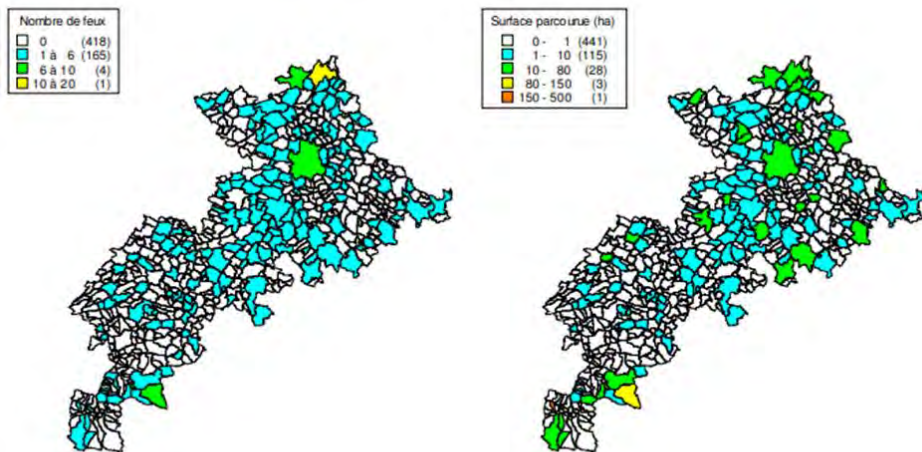 Nombre de feux
0 (418)
1 à 6 (165)
6 à 10 (4)
10 à 20 (1)
Surface parcourue (ha)
0 - 1 (441)
1 - 10 (115)
10 - 80 (28)
80 - 150 (3)
150 - 500 (1)